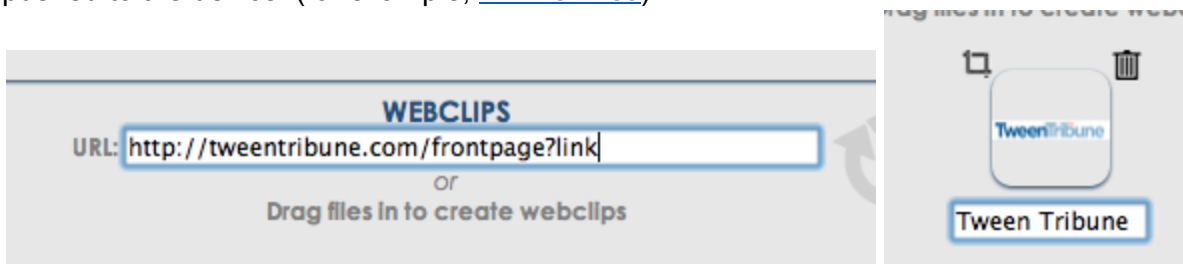 WEBCLIPS
URL: http://tweentribune.com/frontpage?link
or
Drag files in to create webclips
TweenTribune
Tween Tribune